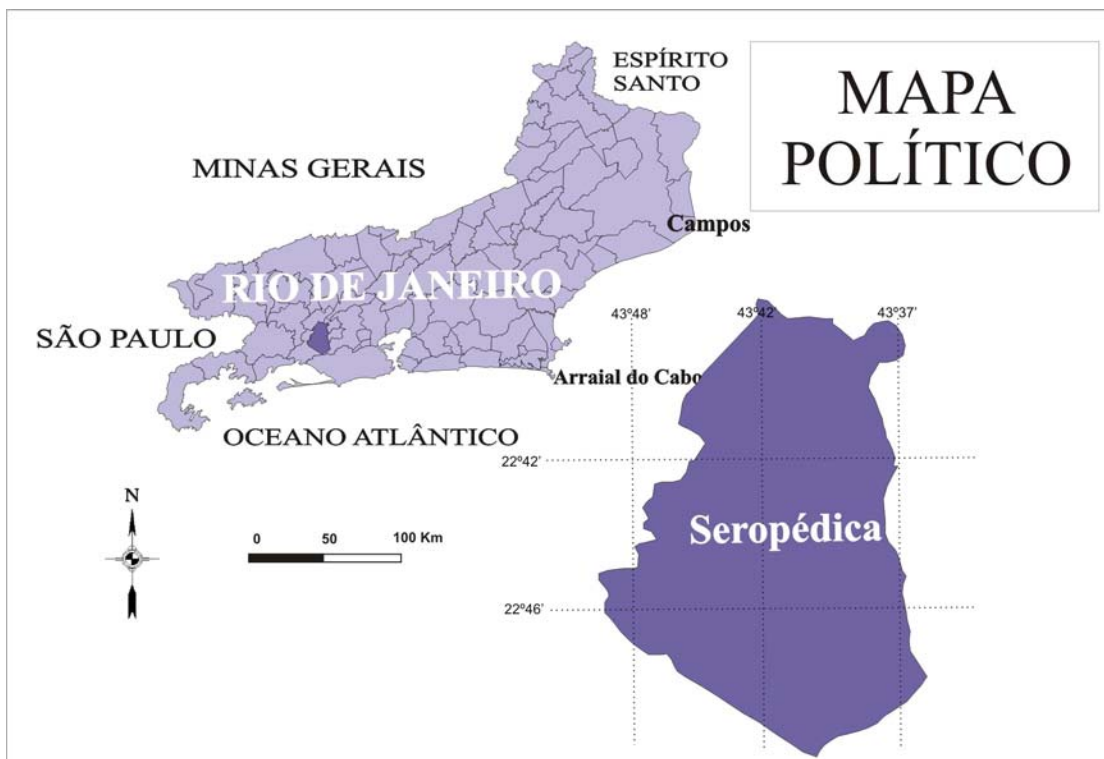 ESPÍRITO
SANTO
MAPA
POLÍTICO
MINAS GERAIS
Campos
RIO DE JANEIRO
43º48'
43º42'
43º37'
SÃO PAULO
Arraial do Cabo
OCEANO ATLÂNTICO
22º42'
N
Seropédica
0 50 100 Km
22º46'